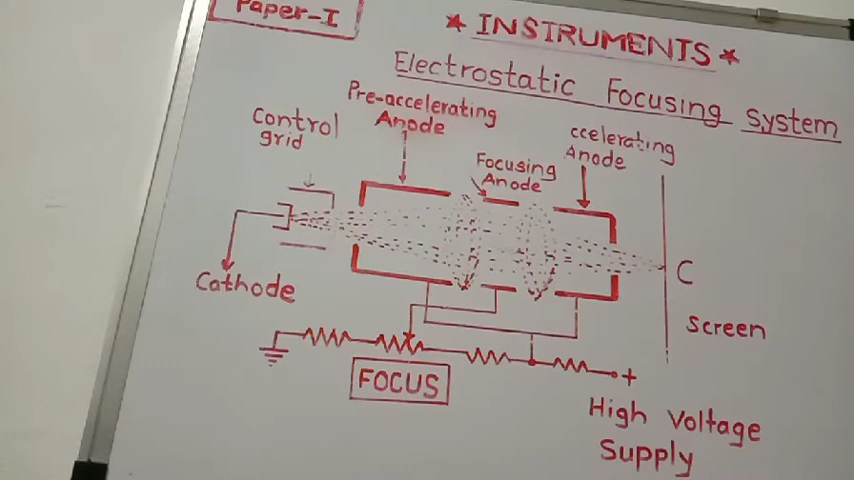 Paper-I
★ INSTRUMENTS ★
Electrostatic Focusing System
Pre-accelerating
Anode
Control
grid
ccelerating
Anode
Focusing
Anode
Cathode
C
Screen
FOCUS
+
High Voltage
Supply